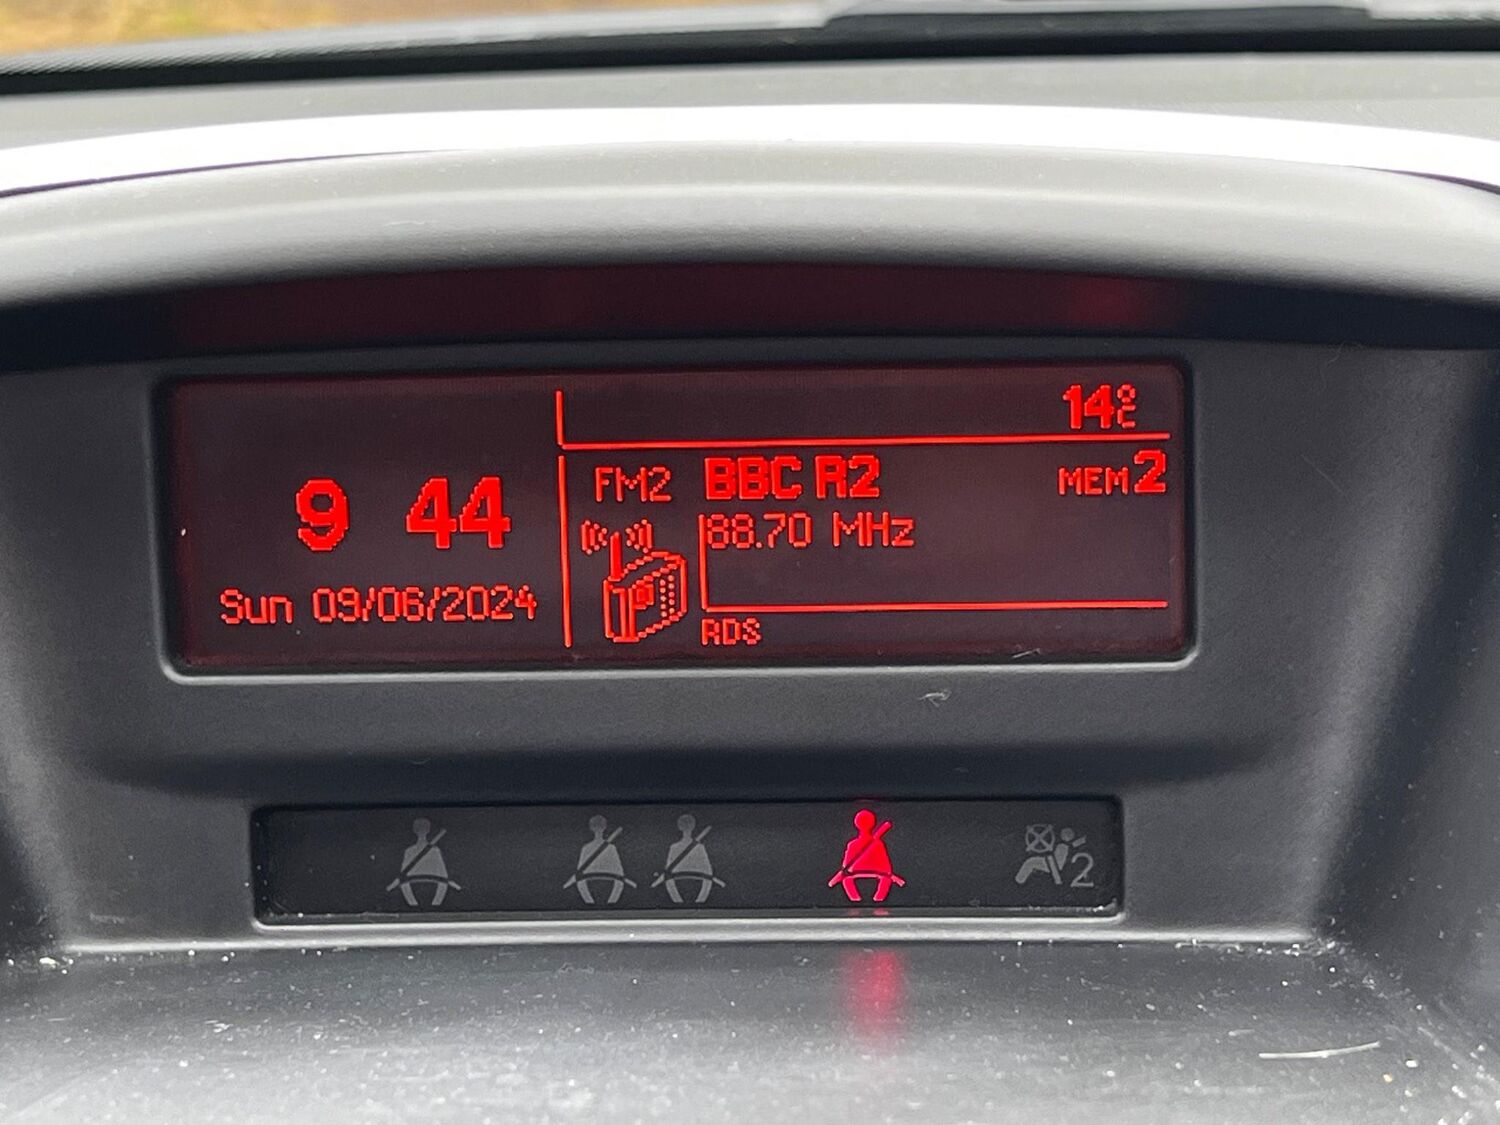 14°C
9 44
Sun 09/06/2024
FM2 BBC R2 MEM 2
88.70 MHz
RDS
2